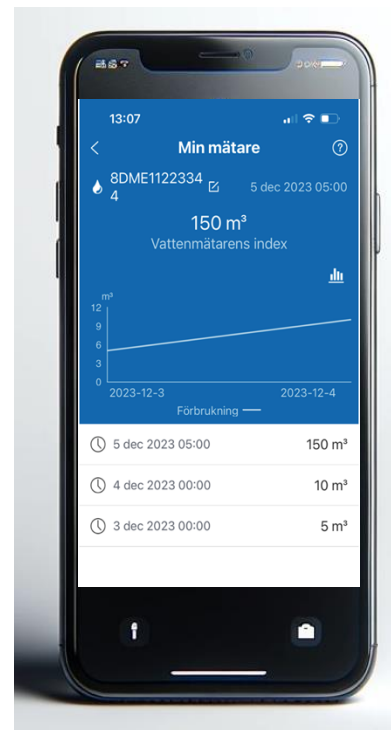 13:07
Min mätare
8DME1122334
4
5 dec 2023 05:00
150 m³
Vattenmätarens index
m³
12
9
6
3
0
2023-12-3 2023-12-4
Förbrukning
5 dec 2023 05:00 150 m³
4 dec 2023 00:00 10 m³
3 dec 2023 00:00 5 m³